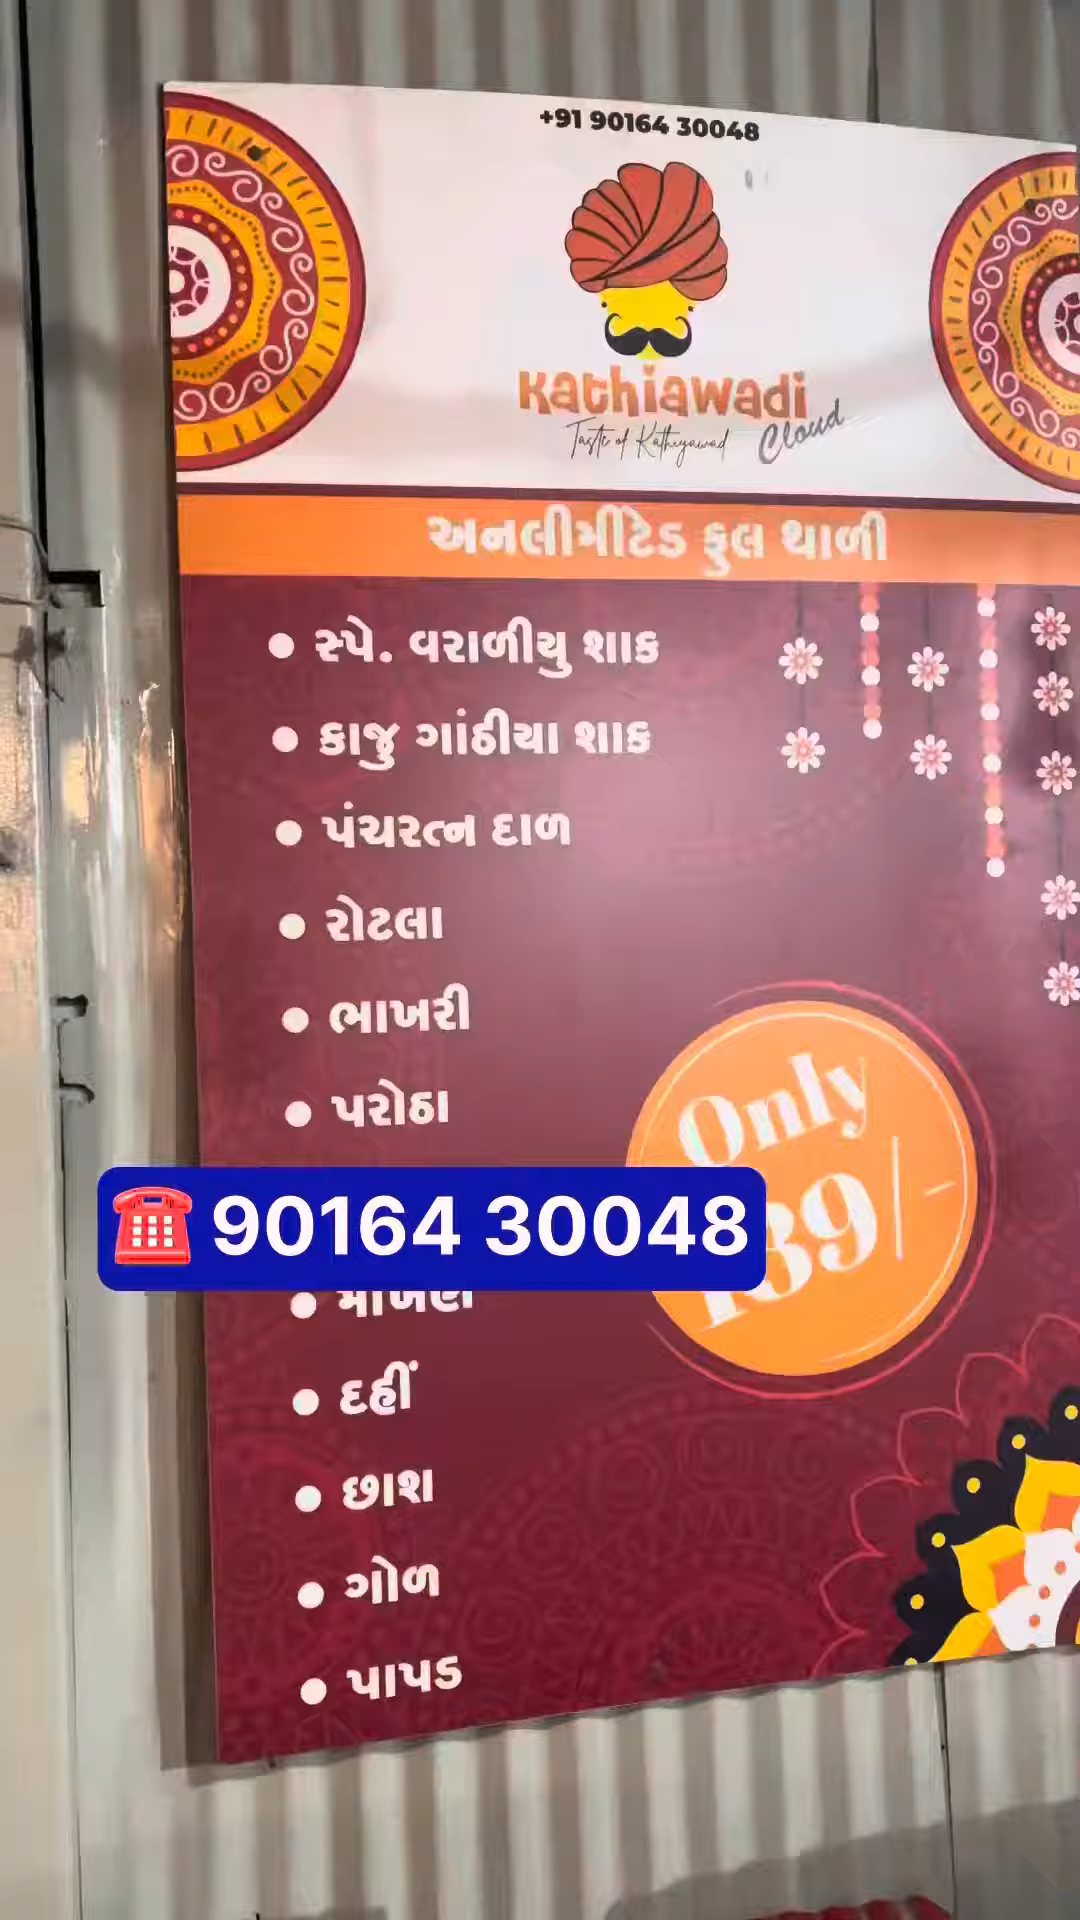 +91 90164 30048
Kathiawadi
Taste of Kathiyawad Cloud
અનલીમીટેડ ફુલ થાળી
સ્પે. વરાળીયુ શાક
કાજુ ગાંઠીયા શાક
પંચરત્ન દાળ
રોટલા
ભાખરી
પરોઠા
Only
139/-
☎️ 90164 30048
માખણ
દહીં
છાશ
ગોળ
પાપડ